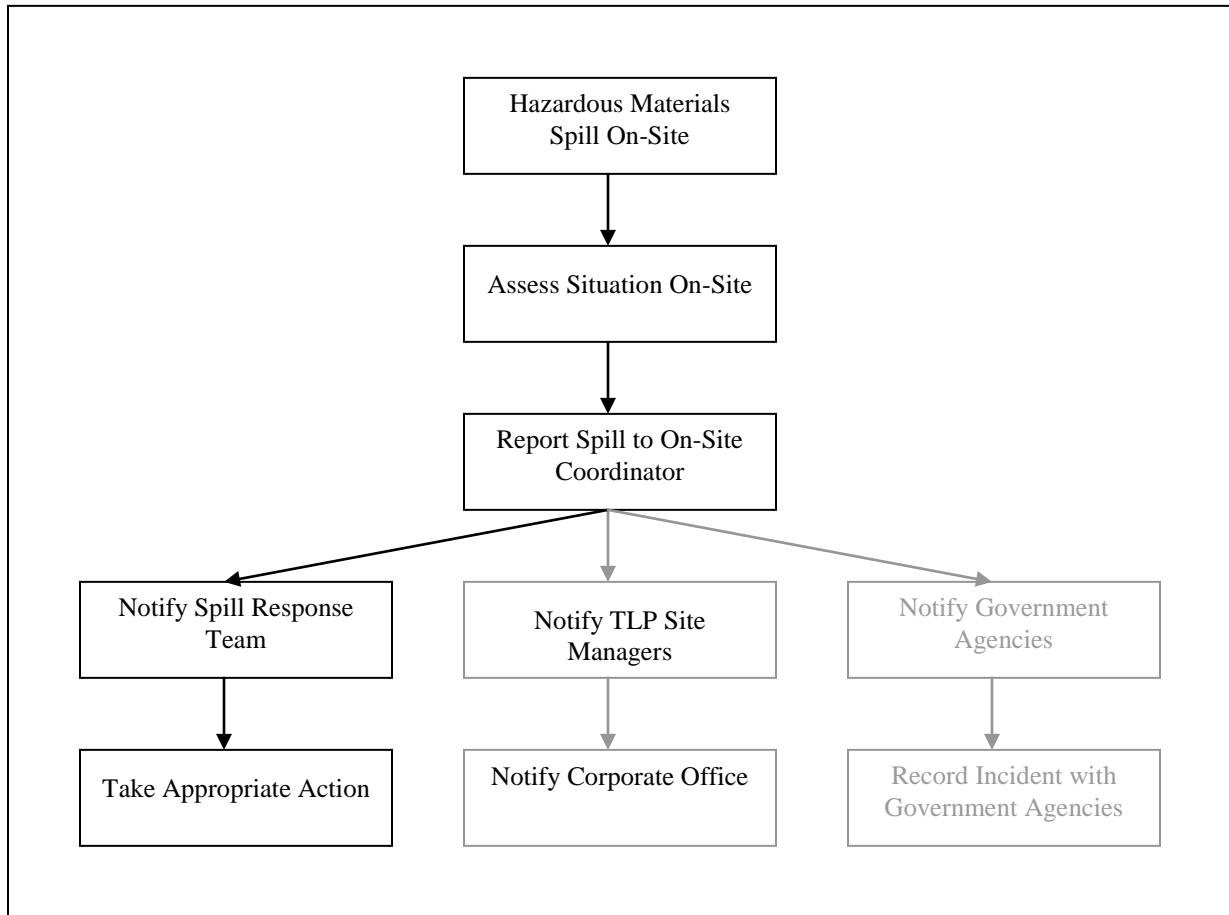 Hazardous Materials
Spill On-Site
Assess Situation On-Site
Report Spill to On-Site
Coordinator
Notify Spill Response
Team
Notify TLP Site
Managers
Notify Government
Agencies
Take Appropriate Action
Notify Corporate Office
Record Incident with
Government Agencies